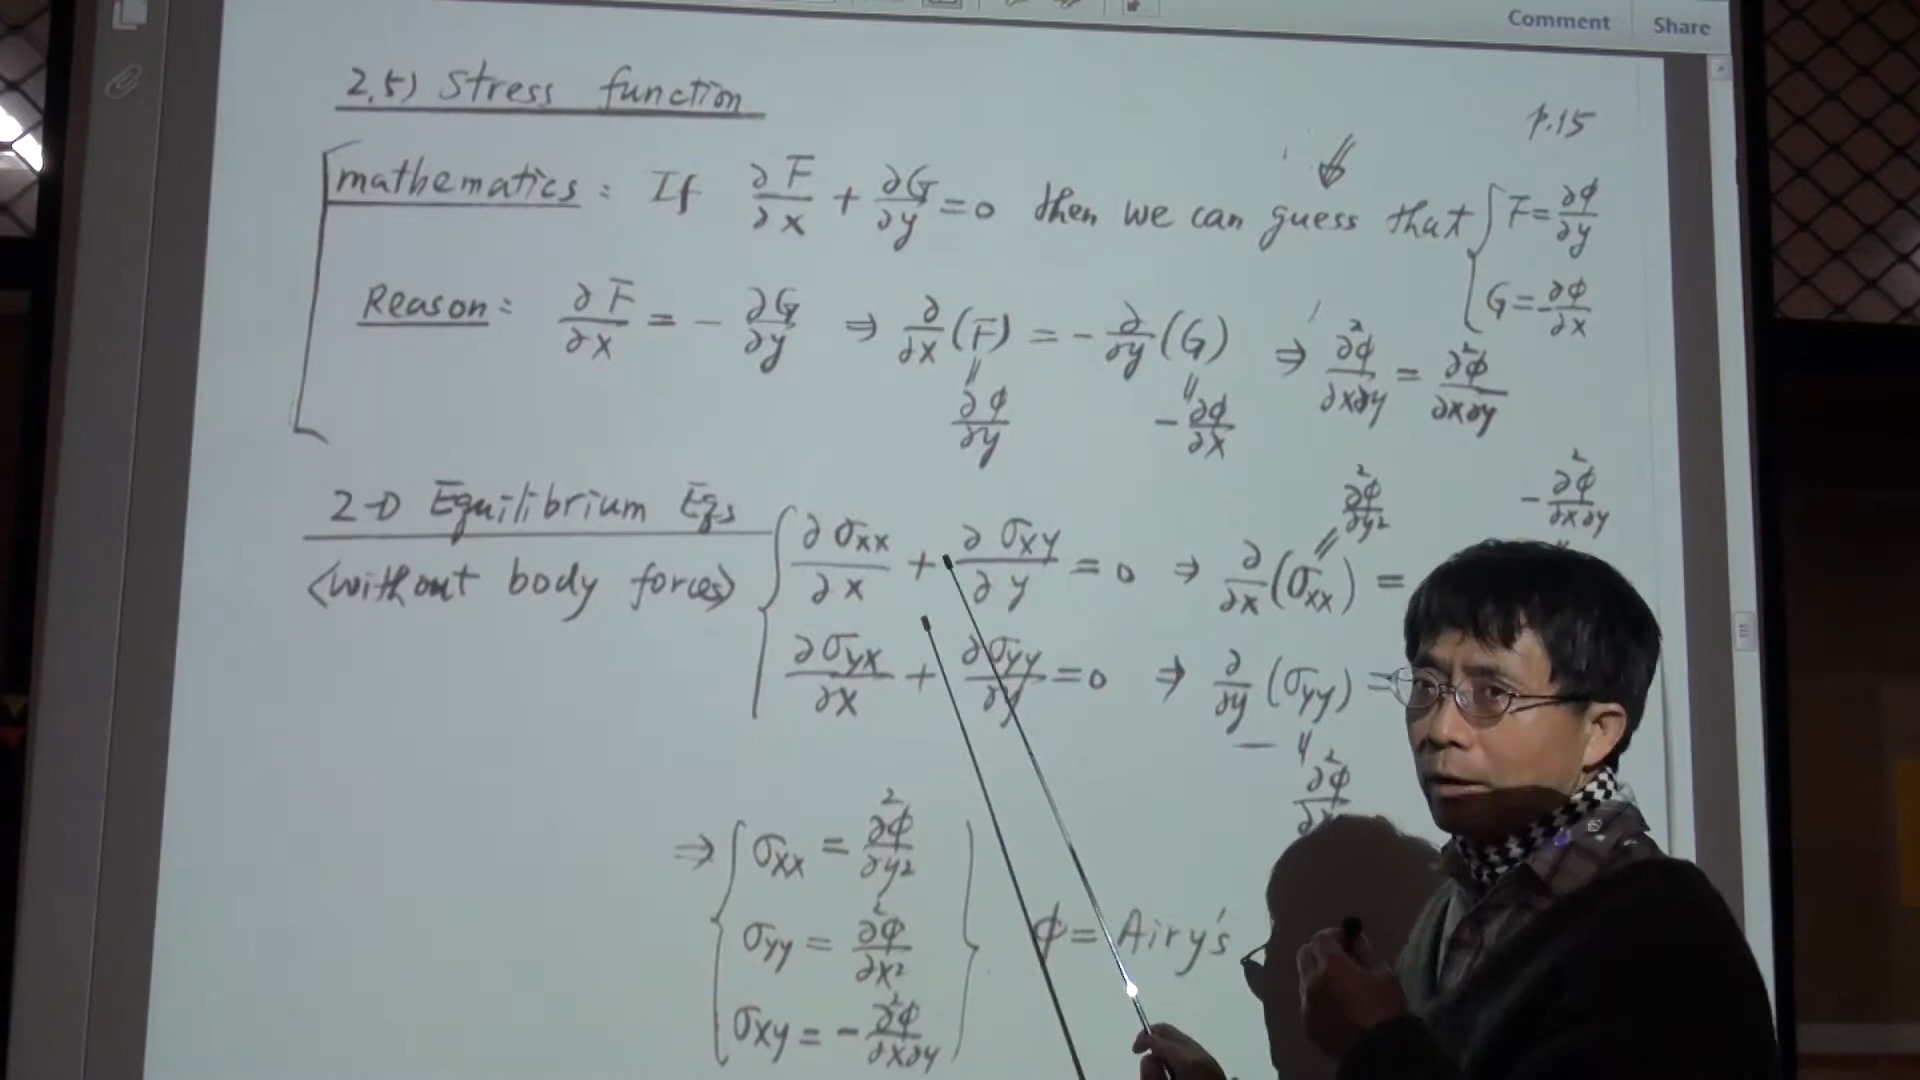 Comment Share
2.5) Stress function
p.15
mathematics: If ∂F/∂x + ∂G/∂y = 0 then we can guess that { F = ∂ϕ/∂y
G = -∂ϕ/∂x
Reason: ∂F/∂x = - ∂G/∂y ⇒ ∂/∂x (F) = - ∂/∂y (G) ⇒ ∂²ϕ/∂x∂y = ∂²ϕ/∂x∂y
∂ϕ/∂y -∂ϕ/∂x
∂²ϕ/∂y² -∂²ϕ/∂x∂y
2-D Equilibrium Eqs { ∂σxx/∂x + ∂σxy/∂y = 0 ⇒ ∂/∂x (σxx) =
<without body forces> ∂σyx/∂x + ∂σyy/∂y = 0 ⇒ ∂/∂y (σyy) =
∂²ϕ
⇒ { σxx = ∂²ϕ/∂y²
σyy = ∂²ϕ/∂x² } ϕ = Airy's
σxy = - ∂²ϕ/∂x∂y